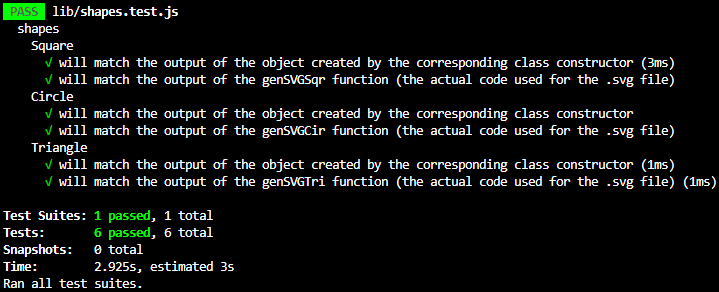 PASS lib/shapes.test.js
shapes
Square
√ will match the output of the object created by the corresponding class constructor (3ms)
√ will match the output of the genSVGSqr function (the actual code used for the .svg file)
Circle
√ will match the output of the object created by the corresponding class constructor
√ will match the output of the genSVGCir function (the actual code used for the .svg file)
Triangle
√ will match the output of the object created by the corresponding class constructor (1ms)
√ will match the output of the genSVGTri function (the actual code used for the .svg file) (1ms)
Test Suites: 1 passed, 1 total
Tests: 6 passed, 6 total
Snapshots: 0 total
Time: 2.925s, estimated 3s
Ran all test suites.